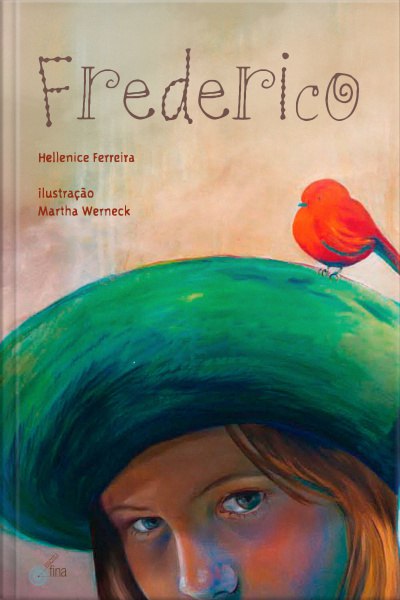 Frederico
Hellenice Ferreira
ilustração
Martha Werneck
fina